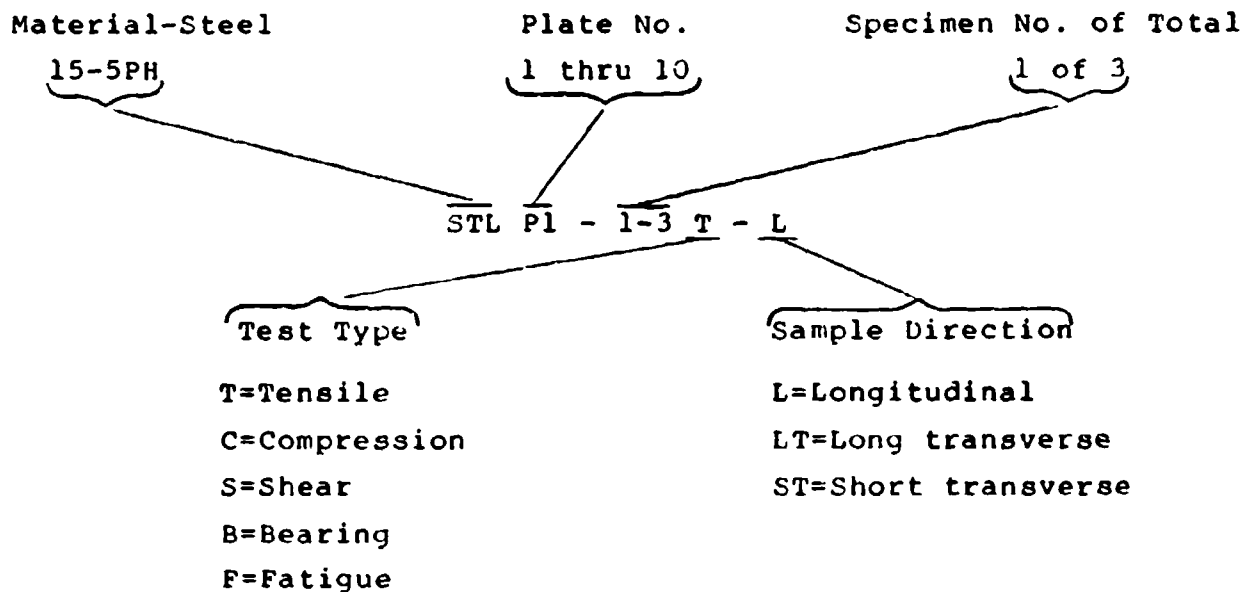 Material-Steel Plate No. Specimen No. of Total
15-5PH 1 thru 10 1 of 3
STL P1 - 1-3 T - L
Test Type Sample Direction
T=Tensile L=Longitudinal
C=Compression LT=Long transverse
S=Shear ST=Short transverse
B=Bearing
F=Fatigue